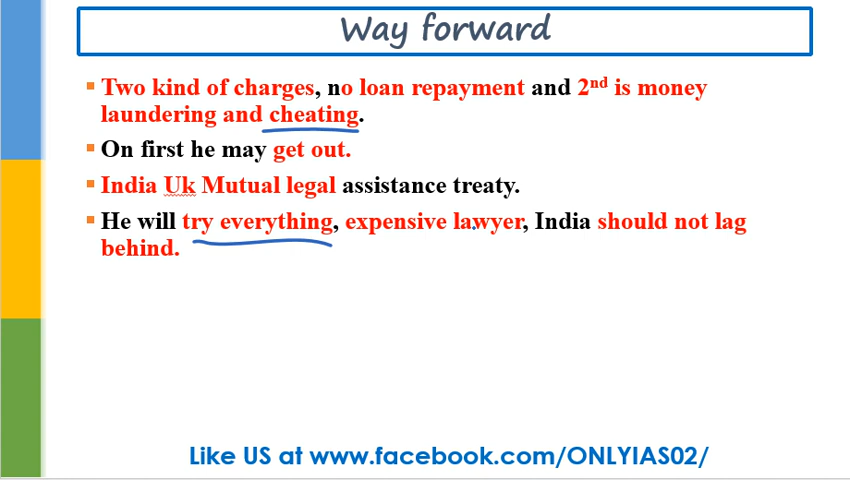 Way forward
Two kind of charges, no loan repayment and 2nd is money
laundering and cheating.
On first he may get out.
India Uk Mutual legal assistance treaty.
He will try everything, expensive lawyer, India should not lag
behind.
Like US at www.facebook.com/ONLYIAS02/